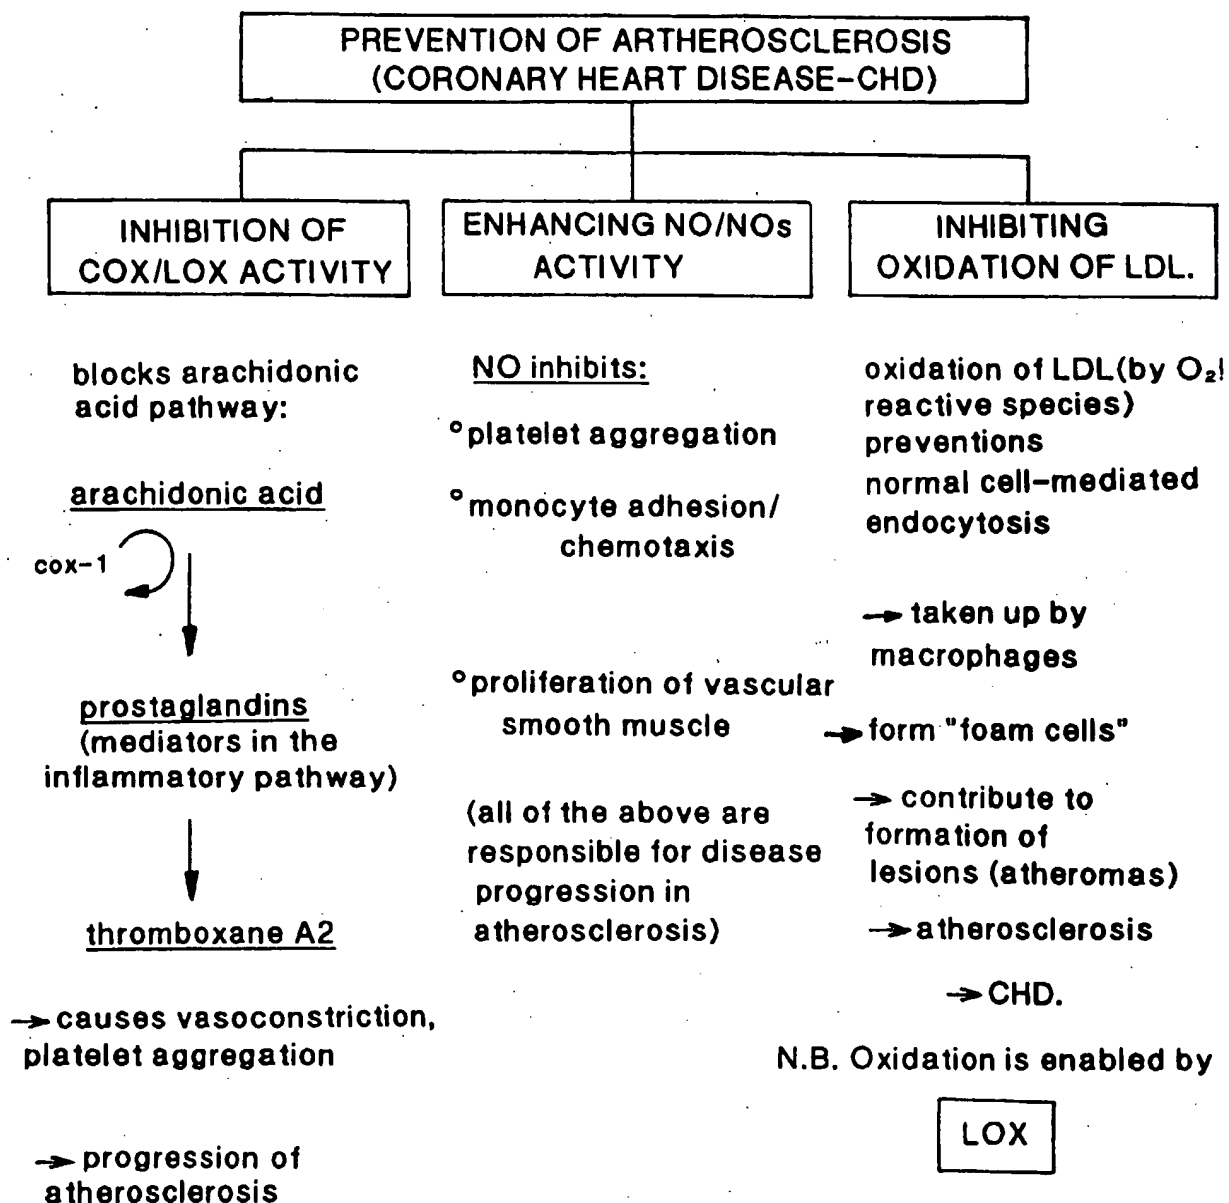 PREVENTION OF ARTHEROSCLEROSIS
(CORONARY HEART DISEASE-CHD)
INHIBITION OF
COX/LOX ACTIVITY
blocks arachidonic
acid pathway:
arachidonic acid
cox-1
prostaglandins
(mediators in the
inflammatory pathway)
thromboxane A2
→ causes vasoconstriction,
platelet aggregation
→ progression of
atherosclerosis
ENHANCING NO/NOs
ACTIVITY
NO inhibits:
° platelet aggregation
° monocyte adhesion/
chemotaxis
° proliferation of vascular
smooth muscle
(all of the above are
responsible for disease
progression in
atherosclerosis)
INHIBITING
OXIDATION OF LDL.
oxidation of LDL(by O₂!
reactive species)
preventions
normal cell-mediated
endocytosis
→ taken up by
macrophages
→ form "foam cells"
→ contribute to
formation of
lesions (atheromas)
→ atherosclerosis
→ CHD.
N.B. Oxidation is enabled by
LOX